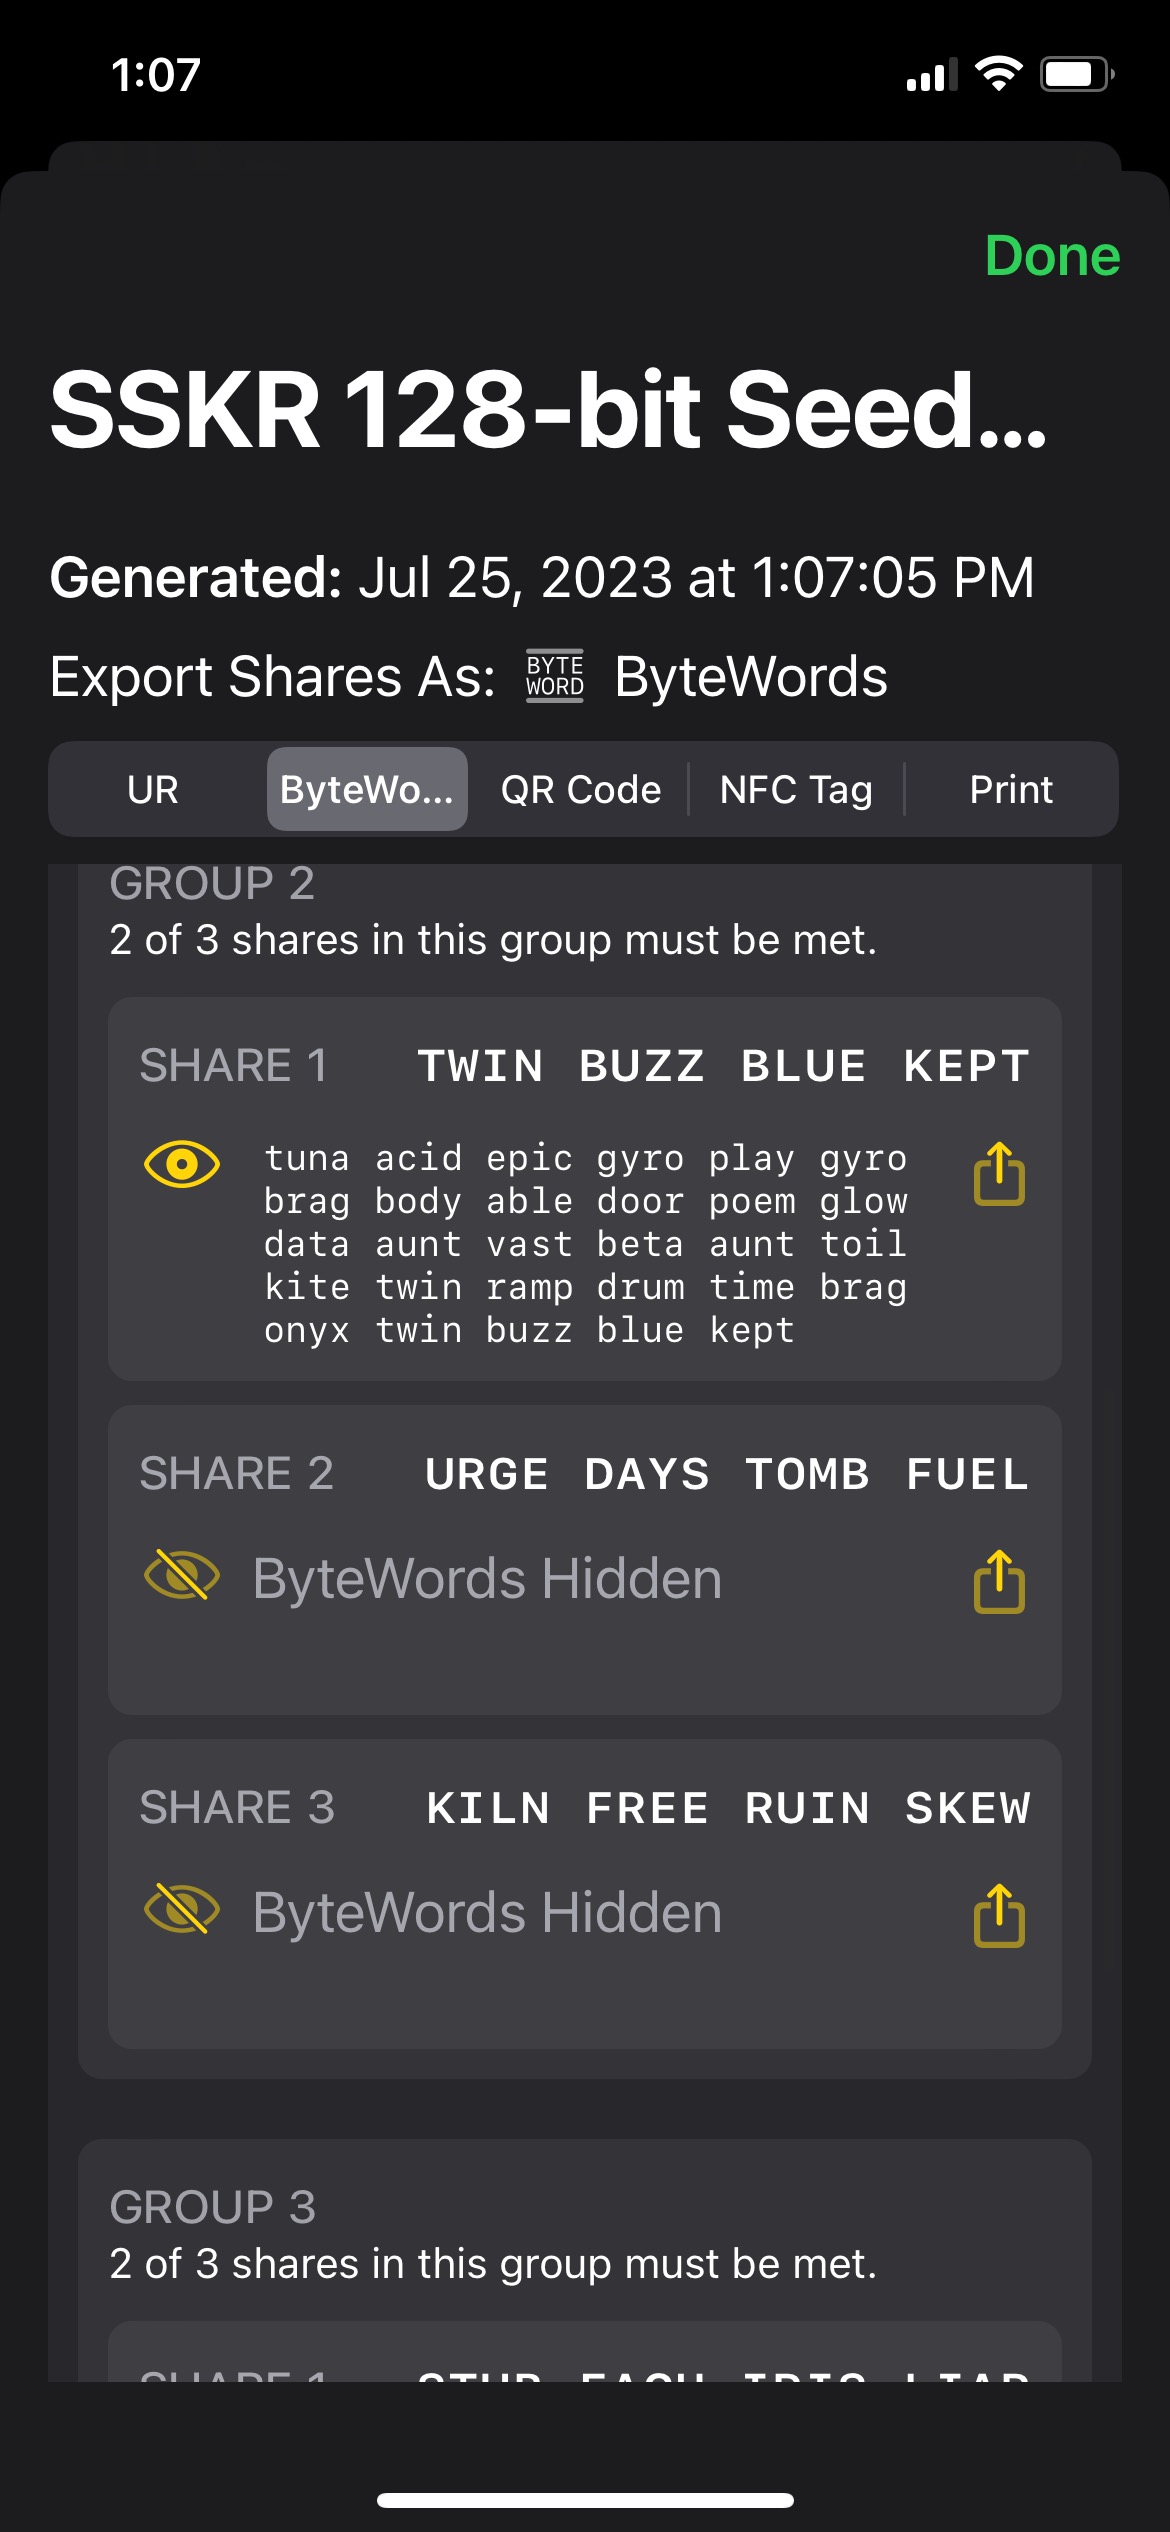 1:07
Done
SSKR 128-bit Seed...
Generated: Jul 25, 2023 at 1:07:05 PM
Export Shares As: BYTE WORD ByteWords
UR ByteWo... QR Code NFC Tag Print
GROUP 2
2 of 3 shares in this group must be met.
SHARE 1 TWIN BUZZ BLUE KEPT
tuna acid epic gyro play gyro
brag body able door poem glow
data aunt vast beta aunt toil
kite twin ramp drum time brag
onyx twin buzz blue kept
SHARE 2 URGE DAYS TOMB FUEL
ByteWords Hidden
SHARE 3 KILN FREE RUIN SKEW
ByteWords Hidden
GROUP 3
2 of 3 shares in this group must be met.
SHARE 1